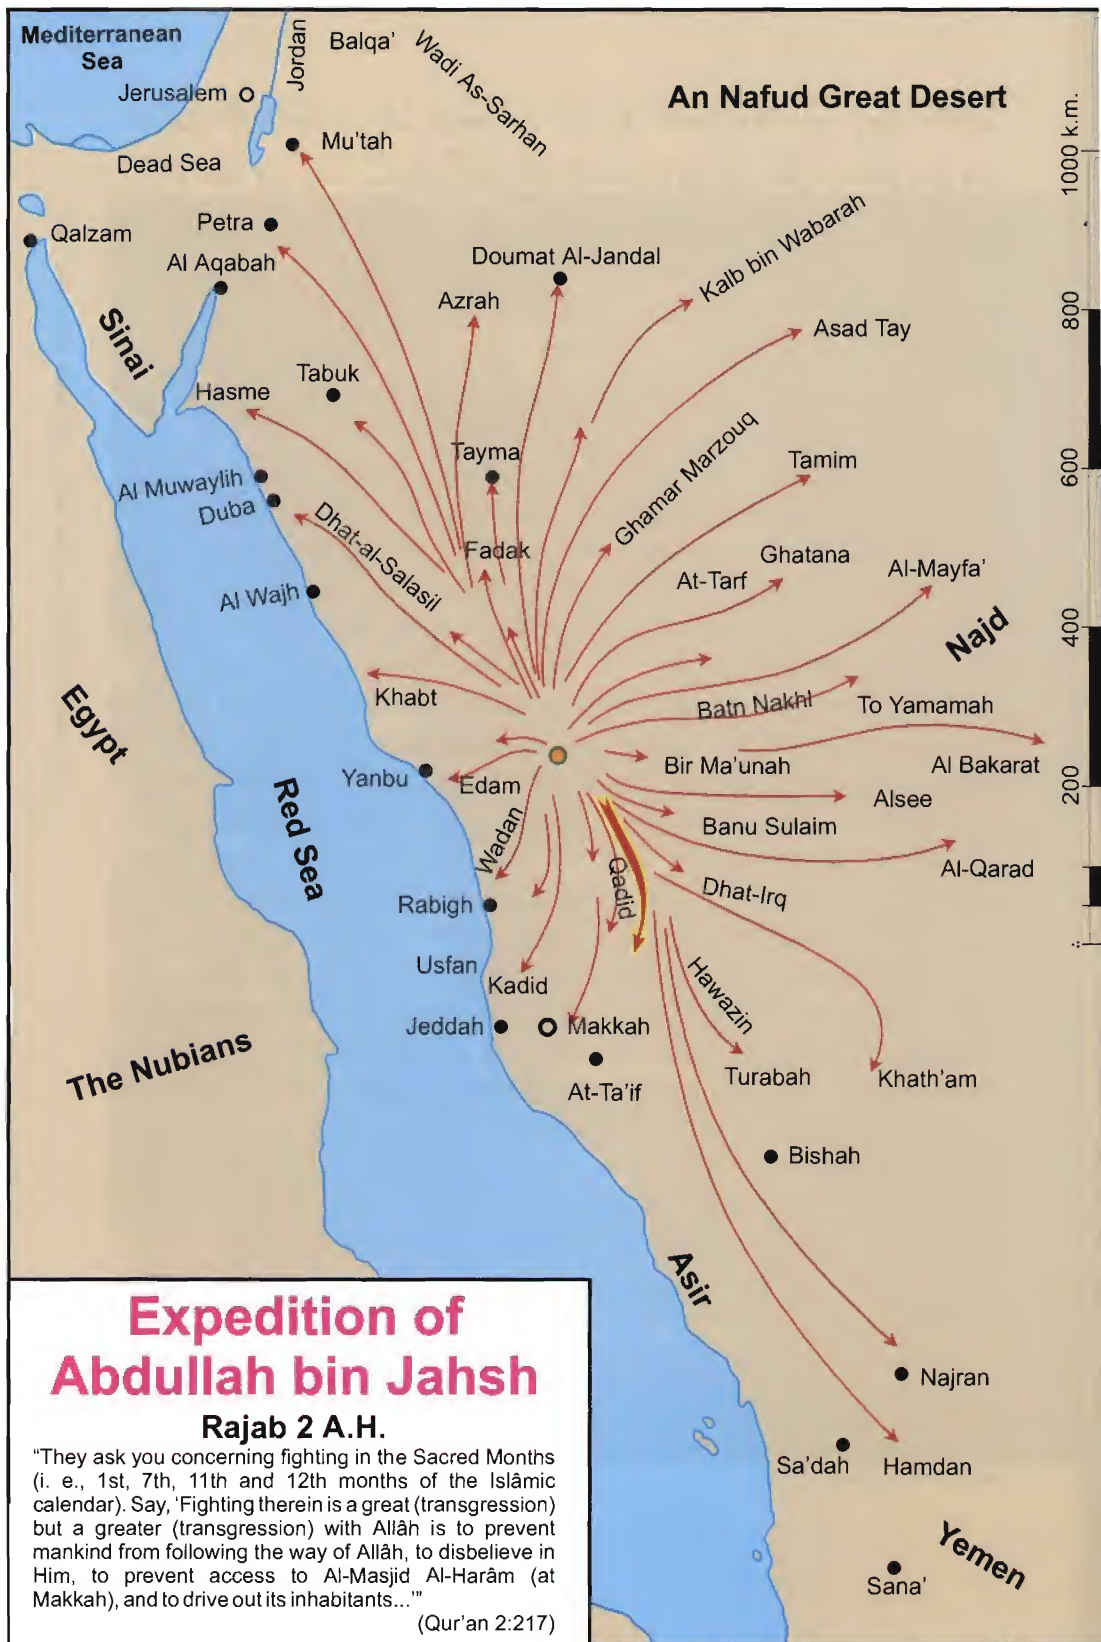 Mediterranean
Sea
Jordan
Balqa'
Wadi As-Sarhan
Jerusalem
An Nafud Great Desert
1000 k.m.
Mu'tah
Dead Sea
Qalzam
Petra
Al Aqabah
Doumat Al-Jandal
Kalb bin Wabarah
Azrah
800
Asad Tay
Sinai
Tabuk
Hasme
Tayma
Ghamar Marzouq
Tamim
600
Al Muwaylih
Duba
Dhat-al-Salasil
Fadak
Ghatana
At-Tarf
Al-Mayfa'
Al Wajh
Najd
400
Egypt
Khabt
Batn Nakhl
To Yamamah
Yanbu
Edam
Bir Ma'unah
Al Bakarat
200
Red Sea
Wadan
Alsee
Banu Sulaim
Al-Qarad
Qadid
Dhat-Irq
Rabigh
Usfan
Kadid
Hawazin
Jeddah
Makkah
The Nubians
At-Ta'if
Turabah
Khath'am
Bishah
Asir
Najran
Sa'dah
Hamdan
Yemen
Sana'
Expedition of
Abdullah bin Jahsh
Rajab 2 A.H.
"They ask you concerning fighting in the Sacred Months
(i. e., 1st, 7th, 11th and 12th months of the Islâmic
calendar). Say, 'Fighting therein is a great (transgression)
but a greater (transgression) with Allâh is to prevent
mankind from following the way of Allâh, to disbelieve in
Him, to prevent access to Al-Masjid Al-Harâm (at
Makkah), and to drive out its inhabitants...'"
(Qur'an 2:217)